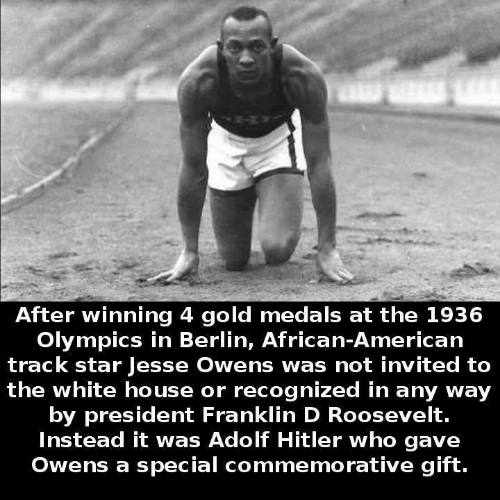 OHIO
After winning 4 gold medals at the 1936
Olympics in Berlin, African-American
track star Jesse Owens was not invited to
the white house or recognized in any way
by president Franklin D Roosevelt.
Instead it was Adolf Hitler who gave
Owens a special commemorative gift.